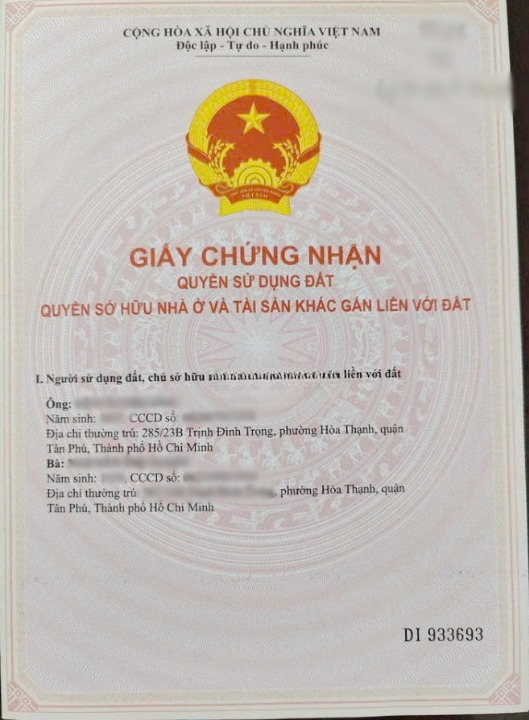 CỘNG HÒA XÃ HỘI CHỦ NGHĨA VIỆT NAM
Độc lập - Tự do - Hạnh phúc
VIỆT NAM
GIẤY CHỨNG NHẬN
QUYỀN SỬ DỤNG ĐẤT
QUYỀN SỞ HỮU NHÀ Ở VÀ TÀI SẢN KHÁC GẮN LIỀN VỚI ĐẤT
I. Người sử dụng đất, chủ sở hữu liền với đất
Ông:
Năm sinh: CCCD số:
Địa chỉ thường trú: 285/23B Trịnh Đình Trọng, phường Hòa Thạnh, quận
Tân Phú, Thành phố Hồ Chí Minh
Bà:
Năm sinh: , CCCD số:
Địa chỉ thường trú , phường Hòa Thạnh, quận
Tân Phú, Thành phố Hồ Chí Minh
DI 933693